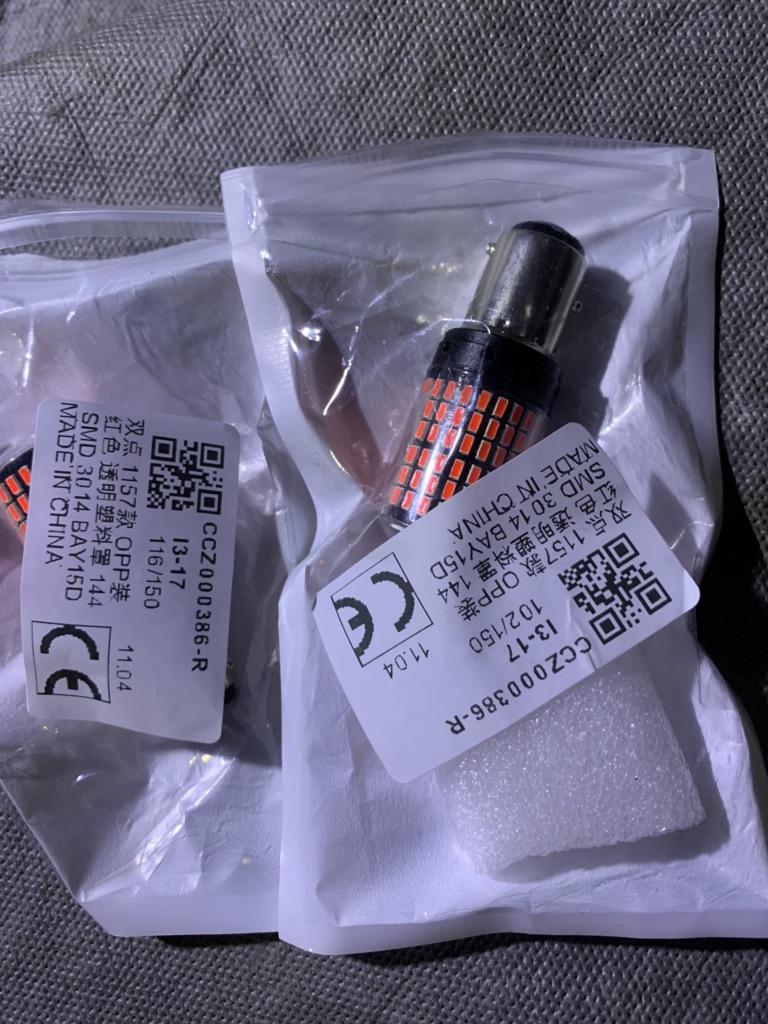 CCZ000386-R
I3-17
116/150
双点 1157款 OPP装
红色 透明塑料罩 144
SMD 3014 BAY15D
MADE IN CHINA
11.04
CE
CCZ000386-R
I3-17
102/150
双点 1157款 OPP装
红色 透明塑料罩 144
SMD 3014 BAY15D
MADE IN CHINA
11.04
CE